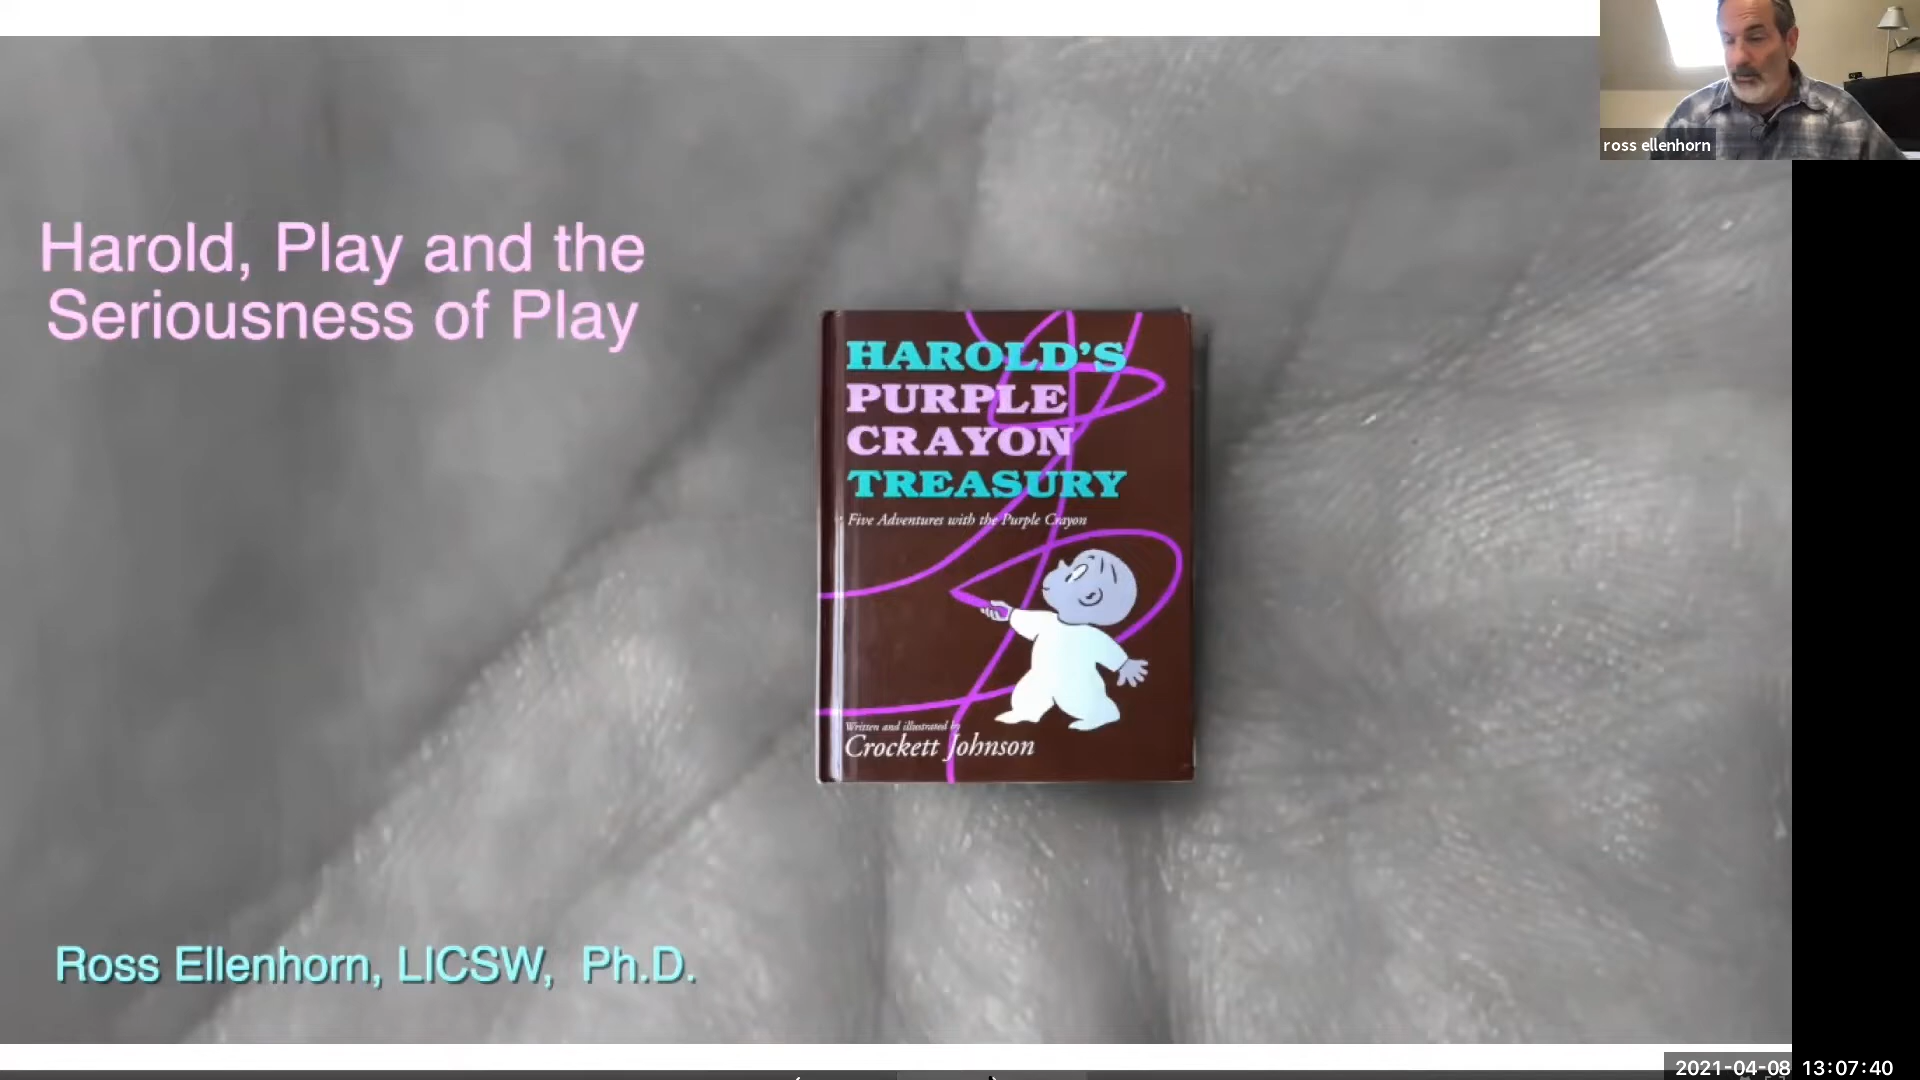 ross ellenhorn
Harold, Play and the
Seriousness of Play
HAROLD'S
PURPLE
CRAYON
TREASURY
Five Adventures with the Purple Crayon
Written and illustrated by
Crockett Johnson
Ross Ellenhorn, LICSW, Ph.D.
2021-04-08 13:07:40